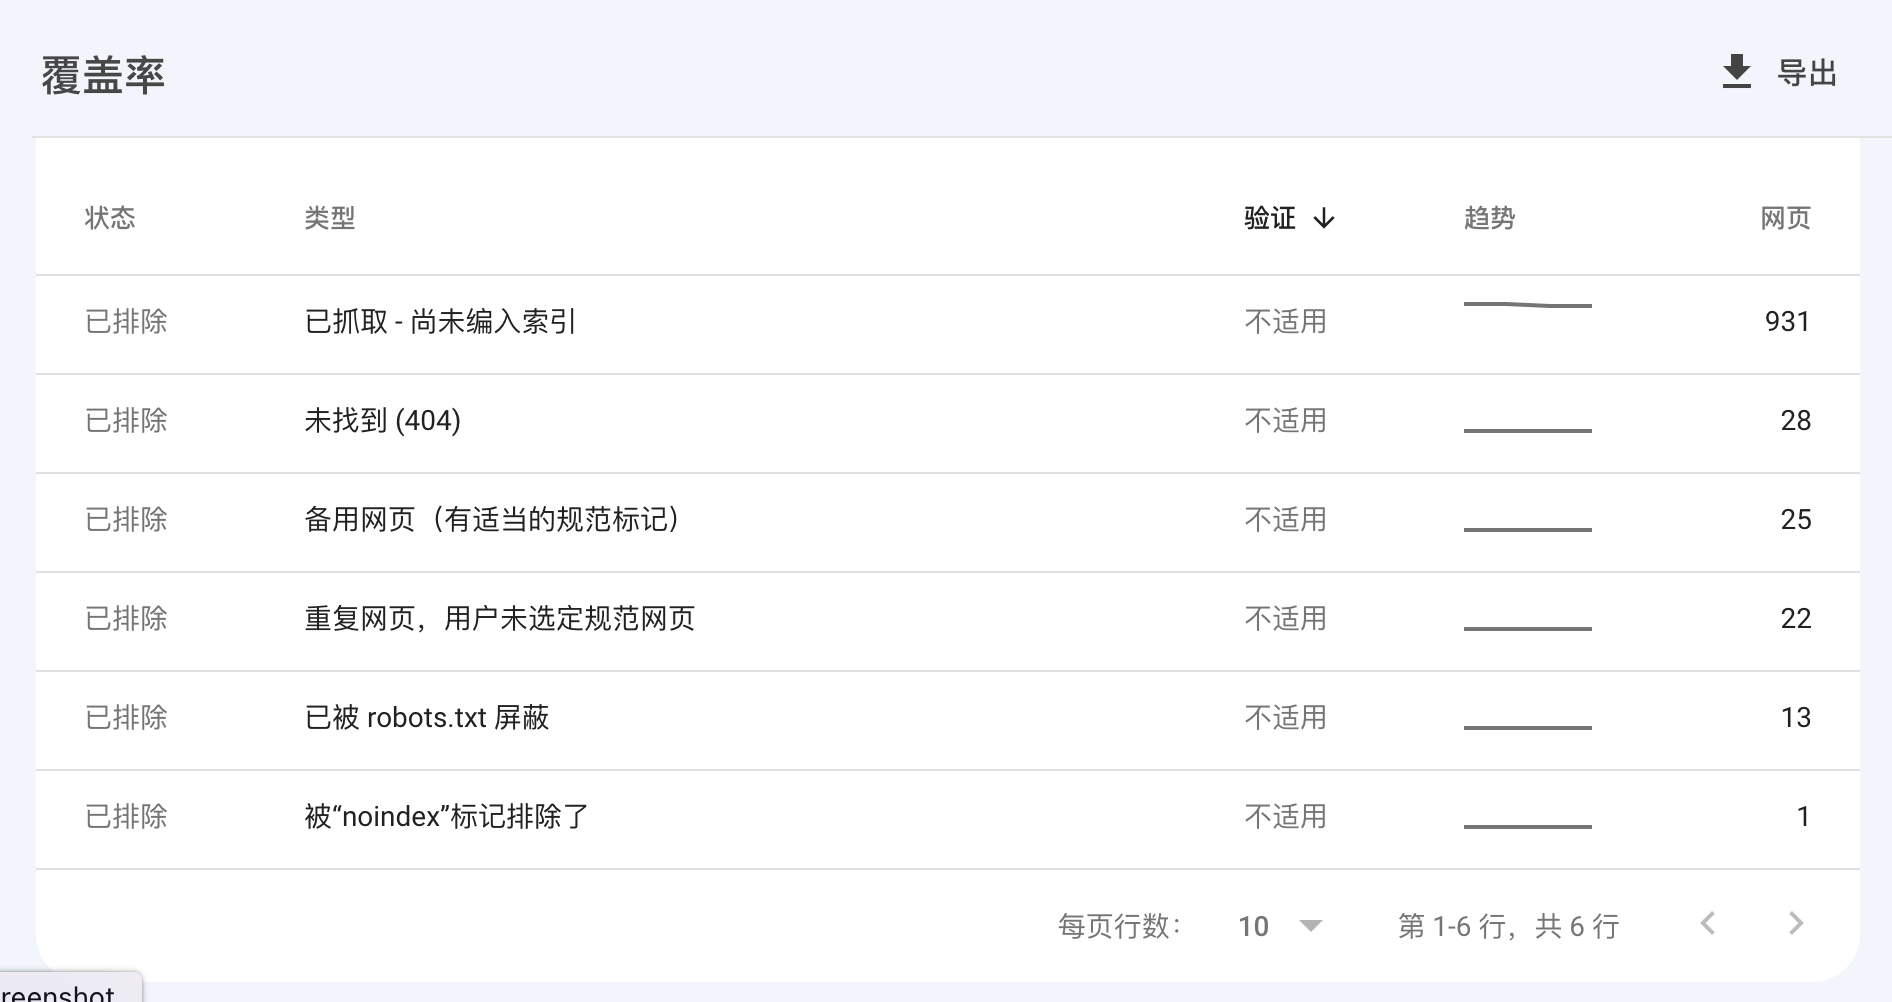 覆盖率 导出
状态 类型 验证 趋势 网页
已排除 已抓取 - 尚未编入索引 不适用 931
已排除 未找到 (404) 不适用 28
已排除 备用网页（有适当的规范标记） 不适用 25
已排除 重复网页，用户未选定规范网页 不适用 22
已排除 已被 robots.txt 屏蔽 不适用 13
已排除 被“noindex”标记排除了 不适用 1
每页行数： 10 第 1-6 行，共 6 行
reenshot